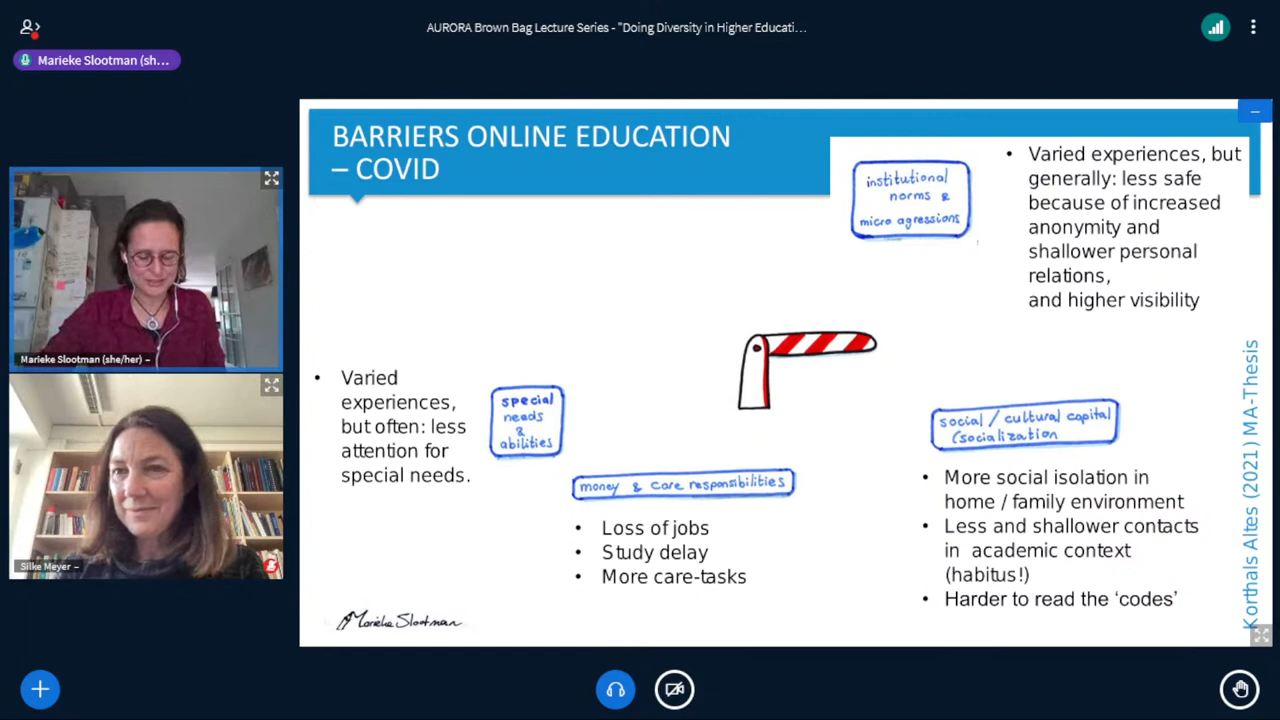 AURORA Brown Bag Lecture Series - "Doing Diversity in Higher Educati…
Marieke Slootman (sh…
Marieke Slootman (she/her) –
Silke Meyer –
BARRIERS ONLINE EDUCATION
– COVID
institutional
norms &
micro agressions
• Varied experiences, but
generally: less safe
because of increased
anonymity and
shallower personal
relations,
and higher visibility
• Varied
experiences,
but often: less
attention for
special needs.
special
needs
&
abilities
money & care responsibilities
• Loss of jobs
• Study delay
• More care-tasks
social / cultural capital
(socialization
• More social isolation in
home / family environment
• Less and shallower contacts
in academic context
(habitus!)
• Harder to read the ‘codes’
Korthals Altes (2021) MA-Thesis
Marieke Slootman